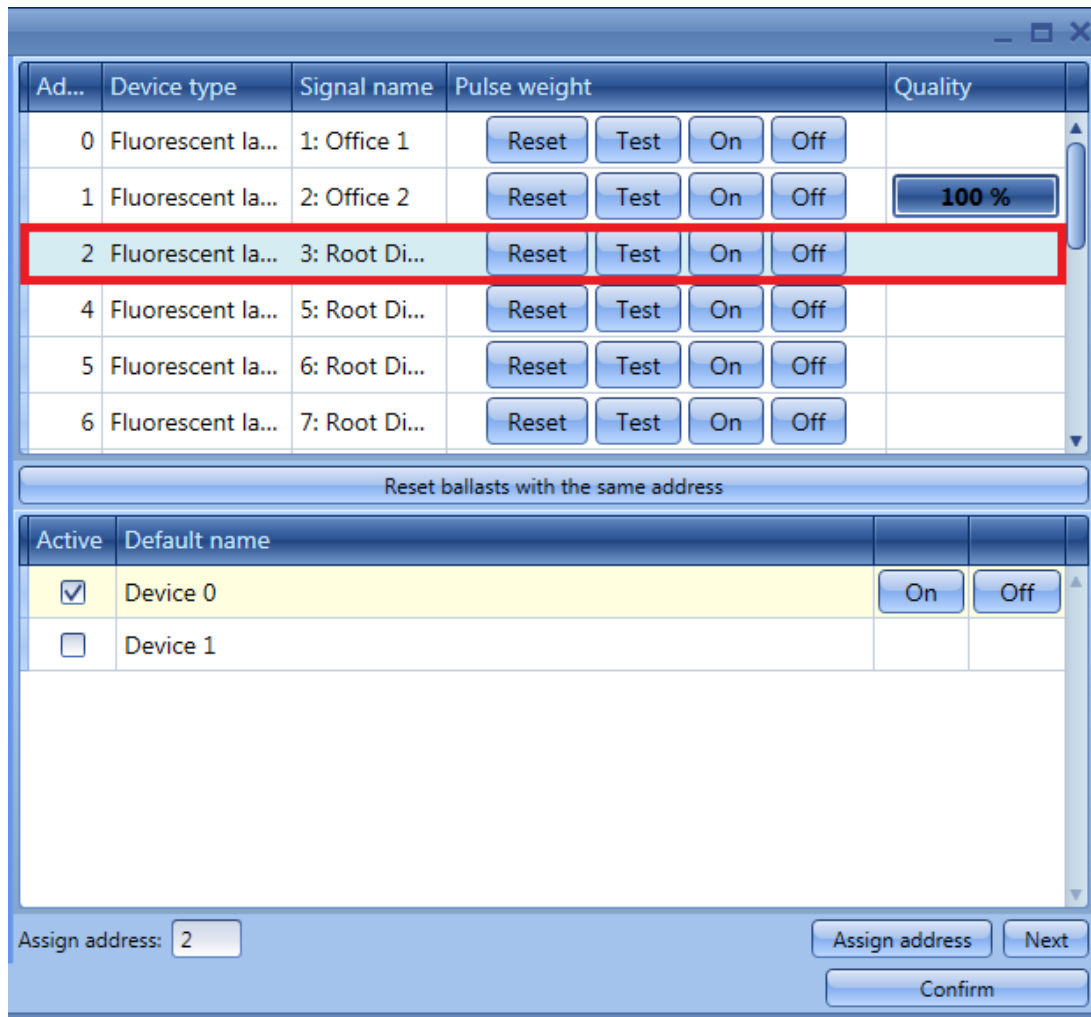 Ad... Device type Signal name Pulse weight Quality
0 Fluorescent la... 1: Office 1 Reset Test On Off
1 Fluorescent la... 2: Office 2 Reset Test On Off 100 %
2 Fluorescent la... 3: Root Di... Reset Test On Off
4 Fluorescent la... 5: Root Di... Reset Test On Off
5 Fluorescent la... 6: Root Di... Reset Test On Off
6 Fluorescent la... 7: Root Di... Reset Test On Off
Reset ballasts with the same address
Active Default name
Device 0 On Off
Device 1
Assign address: 2 Assign address Next
Confirm